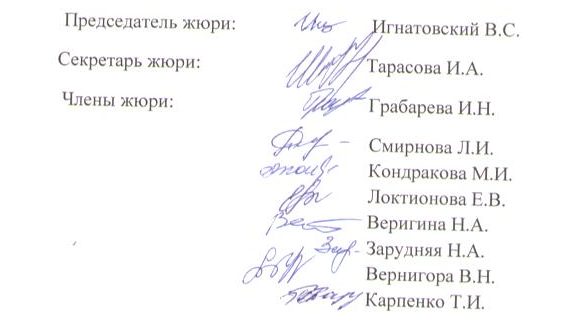 Председатель жюри: Игнатовский В.С.
Секретарь жюри: Тарасова И.А.
Члены жюри: Грабарева И.Н.
Смирнова Л.И.
Кондракова М.И.
Локтионова Е.В.
Веригина Н.А.
Зарудняя Н.А.
Вернигора В.Н.
Карпенко Т.И.